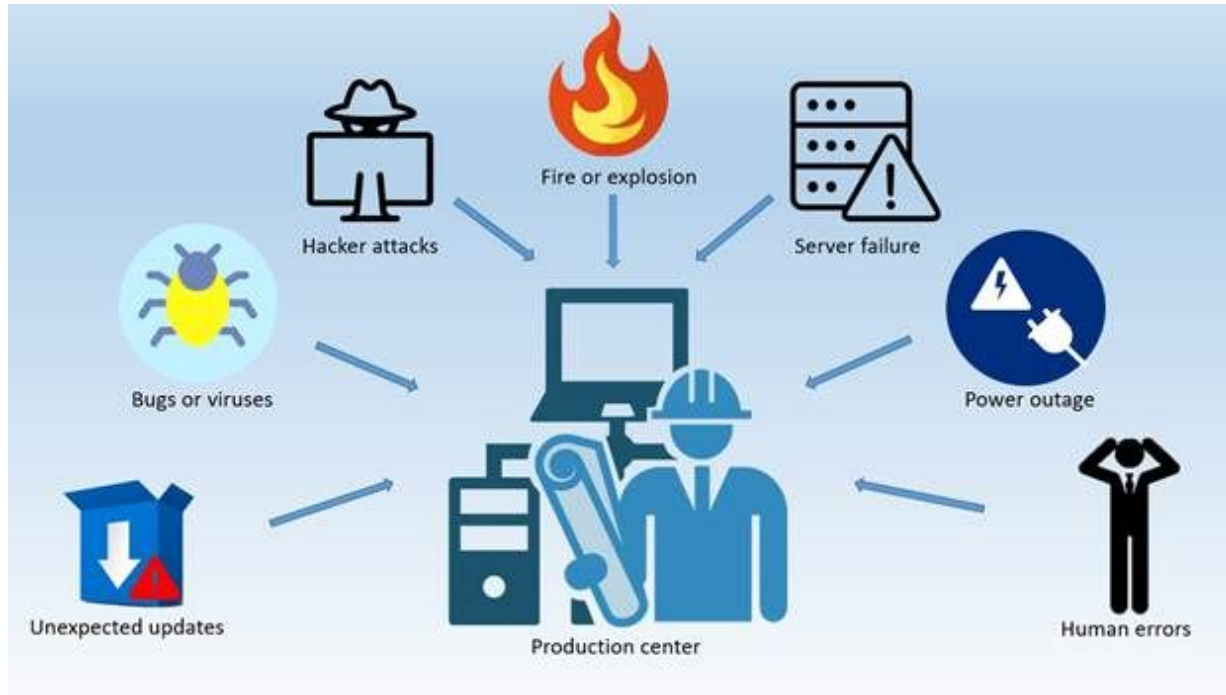 Fire or explosion
Hacker attacks
Server failure
Bugs or viruses
Power outage
Unexpected updates
Human errors
Production center